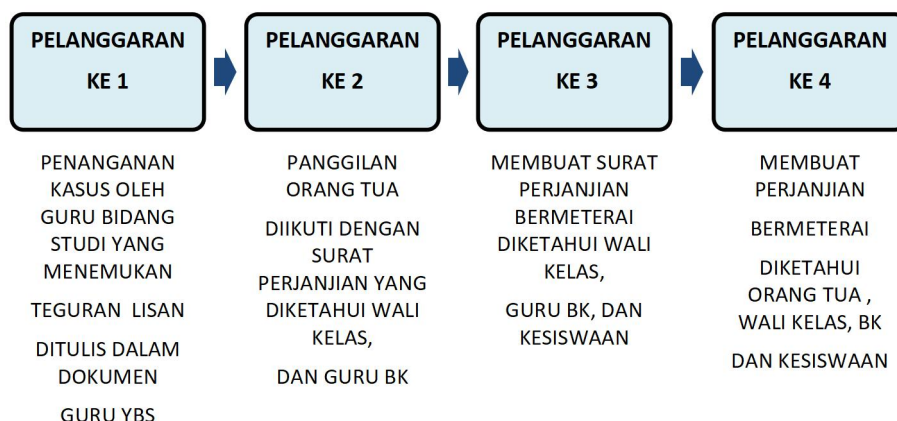 PELANGGARAN
KE 1
PELANGGARAN
KE 2
PELANGGARAN
KE 3
PELANGGARAN
KE 4
PENANGANAN
KASUS OLEH
GURU BIDANG
STUDI YANG
MENEMUKAN
TEGURAN LISAN
DITULIS DALAM
DOKUMEN
GURU YBS
PANGGILAN
ORANG TUA
DIIKUTI DENGAN
SURAT
PERJANJIAN YANG
DIKETAHUI WALI
KELAS,
DAN GURU BK
MEMBUAT SURAT
PERJANJIAN
BERMETERAI
DIKETAHUI WALI
KELAS,
GURU BK, DAN
KESISWAAN
MEMBUAT
PERJANJIAN
BERMETERAI
DIKETAHUI
ORANG TUA ,
WALI KELAS, BK
DAN KESISWAAN